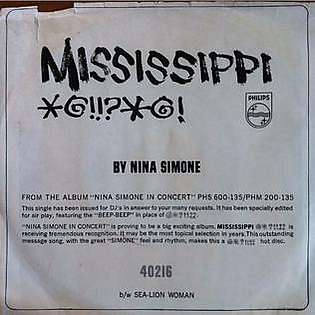 MISSISSIPPI
*@!!?*@!
PHILIPS
BY NINA SIMONE
FROM THE ALBUM "NINA SIMONE IN CONCERT" PHS 600-135/PHM 200-135
This single has been issued for DJ's in answer to your many requests. It has been specially edited
for air play, featuring the "BEEP-BEEP" in place of
"NINA SIMONE IN CONCERT" is proving to be a big exciting album. MISSISSIPPI is
receiving tremendous recognition. It may be the most topical selection in years. This outstanding
message song, with the great "SIMONE" feel and rhythm, makes this a hot disc.
40216
b/w SEA-LION WOMAN